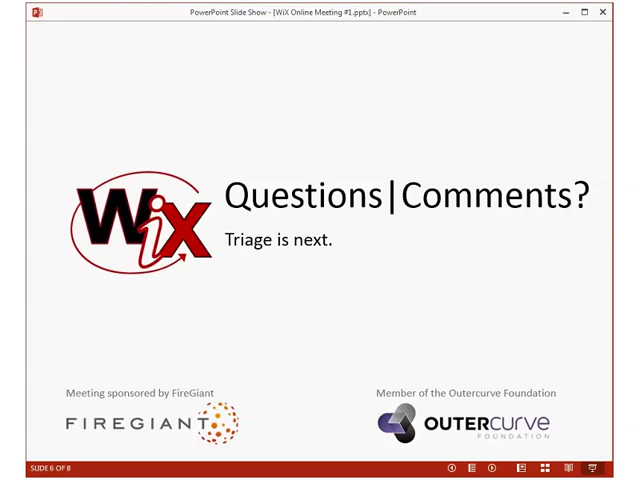 PowerPoint Slide Show - [WiX Online Meeting #1.pptx] - PowerPoint
WiX
Questions|Comments?
Triage is next.
Meeting sponsored by FireGiant
FIREGIANT
Member of the Outercurve Foundation
OUTERCURVE
FOUNDATION
SLIDE 6 OF 8